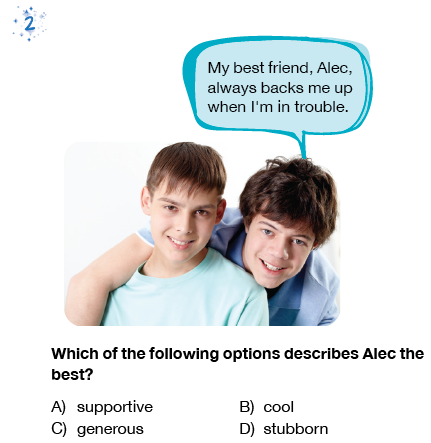 2
My best friend, Alec,
always backs me up
when I'm in trouble.
Which of the following options describes Alec the
best?
A) supportive
B) cool
C) generous
D) stubborn